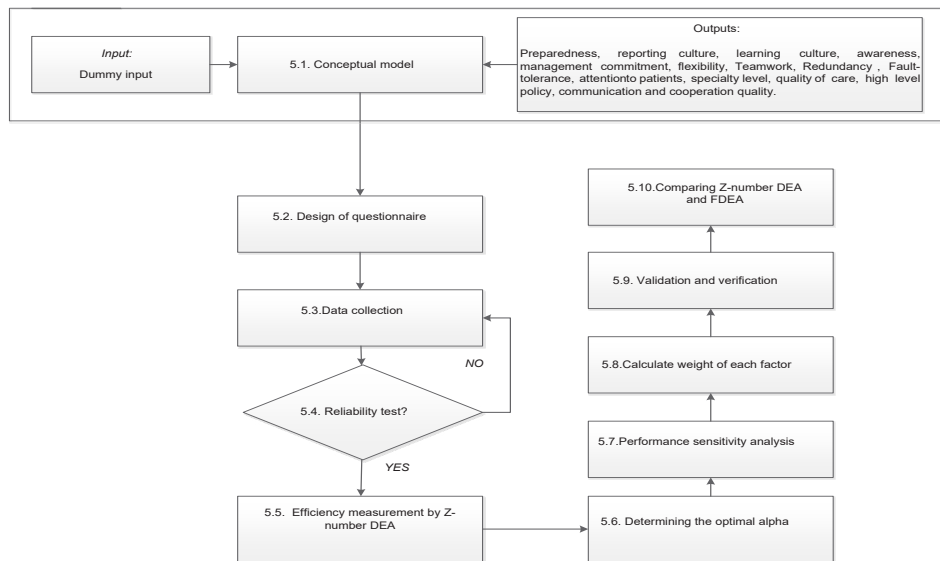 Input:
Dummy input
5.1. Conceptual model
Outputs:
Preparedness, reporting culture, learning culture, awareness,
management commitment, flexibility, Teamwork, Redundancy , Fault-
tolerance, attentionto patients, specialty level, quality of care, high level
policy, communication and cooperation quality.
5.2. Design of questionnaire
5.3.Data collection
NO
5.4. Reliability test?
YES
5.5. Efficiency measurement by Z-
number DEA
5.6. Determining the optimal alpha
5.7.Performance sensitivity analysis
5.8.Calculate weight of each factor
5.9. Validation and verification
5.10.Comparing Z-number DEA
and FDEA